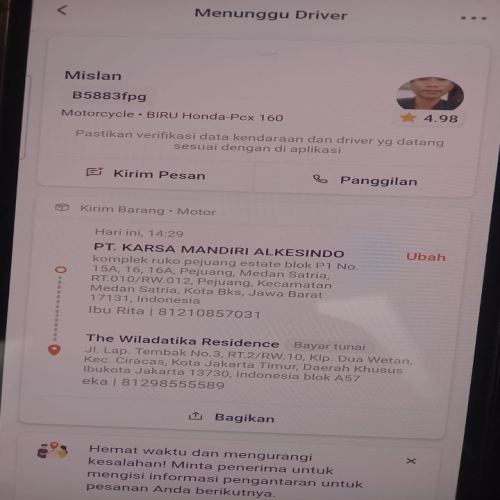 Menunggu Driver
Mislan
B5883fpg
Motorcycle • BIRU Honda-Pcx 160
4.98
Pastikan verifikasi data kendaraan dan driver yg datang
sesuai dengan di aplikasi
Kirim Pesan
Panggilan
Kirim Barang • Motor
Hari ini, 14:29
PT. KARSA MANDIRI ALKESINDO
Ubah
komplek ruko pejuang estate blok P1 No.
15A, 16, 16A, Pejuang, Medan Satria,
RT.010/RW.012, Pejuang, Kecamatan
Medan Satria, Kota Bks, Jawa Barat
17131, Indonesia
Ibu Rita | 81210857031
The Wiladatika Residence Bayar tunai
Jl. Lap. Tembak No.3, RT.2/RW.10, Klp. Dua Wetan,
Kec. Ciracas, Kota Jakarta Timur, Daerah Khusus
Ibukota Jakarta 13730, Indonesia blok A57
eka | 81298555589
Bagikan
Hemat waktu dan mengurangi
kesalahan! Minta penerima untuk
mengisi informasi pengantaran untuk
pesanan Anda berikutnya.